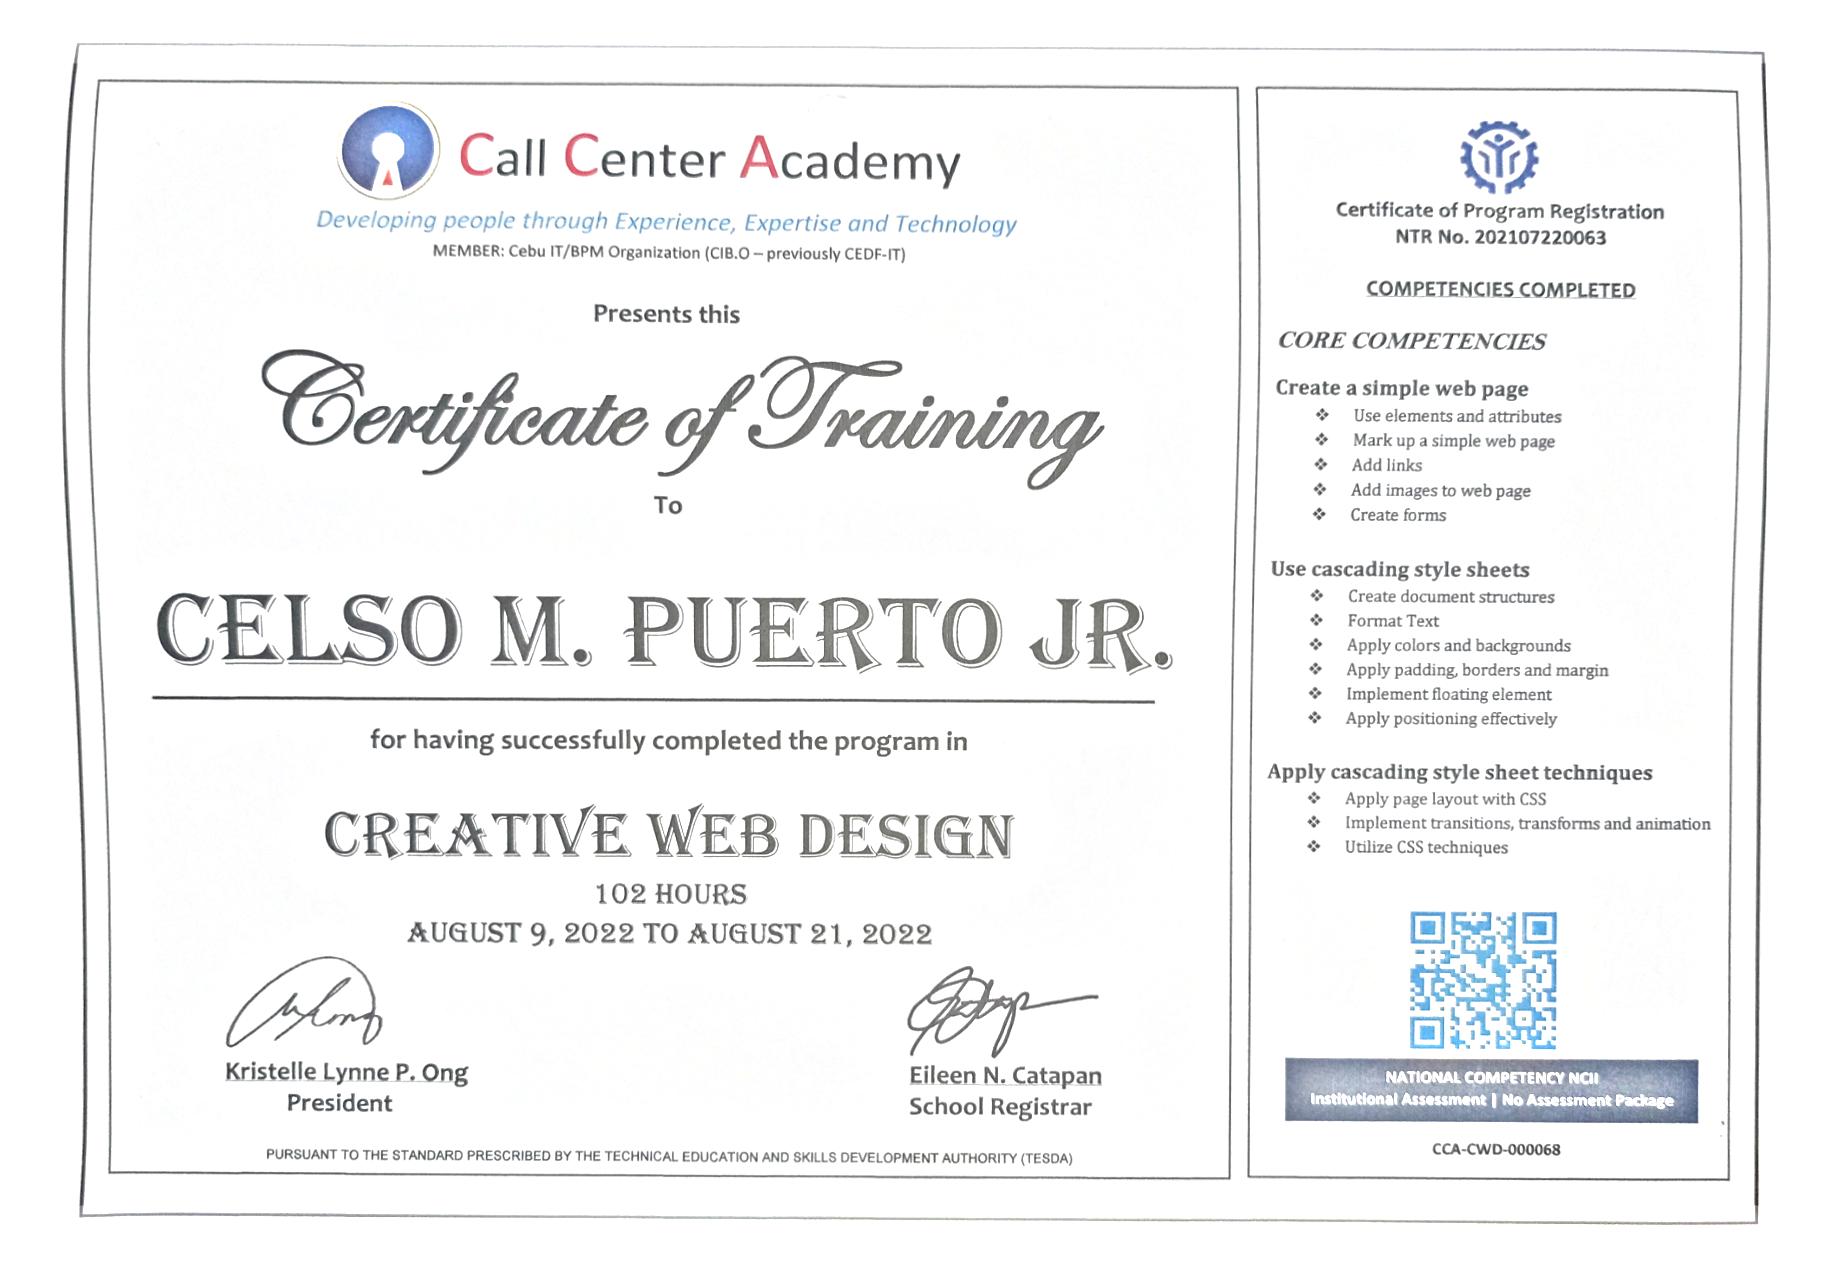 Call Center Academy
Developing people through Experience, Expertise and Technology
MEMBER: Cebu IT/BPM Organization (CIB.O – previously CEDF-IT)
Presents this
Certificate of Training
To
CELSO M. PUERTO JR.
for having successfully completed the program in
CREATIVE WEB DESIGN
102 HOURS
AUGUST 9, 2022 TO AUGUST 21, 2022
Kristelle Lynne P. Ong
President
Eileen N. Catapan
School Registrar
PURSUANT TO THE STANDARD PRESCRIBED BY THE TECHNICAL EDUCATION AND SKILLS DEVELOPMENT AUTHORITY (TESDA)
Certificate of Program Registration
NTR No. 202107220063
COMPETENCIES COMPLETED
CORE COMPETENCIES
Create a simple web page
❖ Use elements and attributes
❖ Mark up a simple web page
❖ Add links
❖ Add images to web page
❖ Create forms
Use cascading style sheets
❖ Create document structures
❖ Format Text
❖ Apply colors and backgrounds
❖ Apply padding, borders and margin
❖ Implement floating element
❖ Apply positioning effectively
Apply cascading style sheet techniques
❖ Apply page layout with CSS
❖ Implement transitions, transforms and animation
❖ Utilize CSS techniques
NATIONAL COMPETENCY NCII
Institutional Assessment | No Assessment Package
CCA-CWD-000068